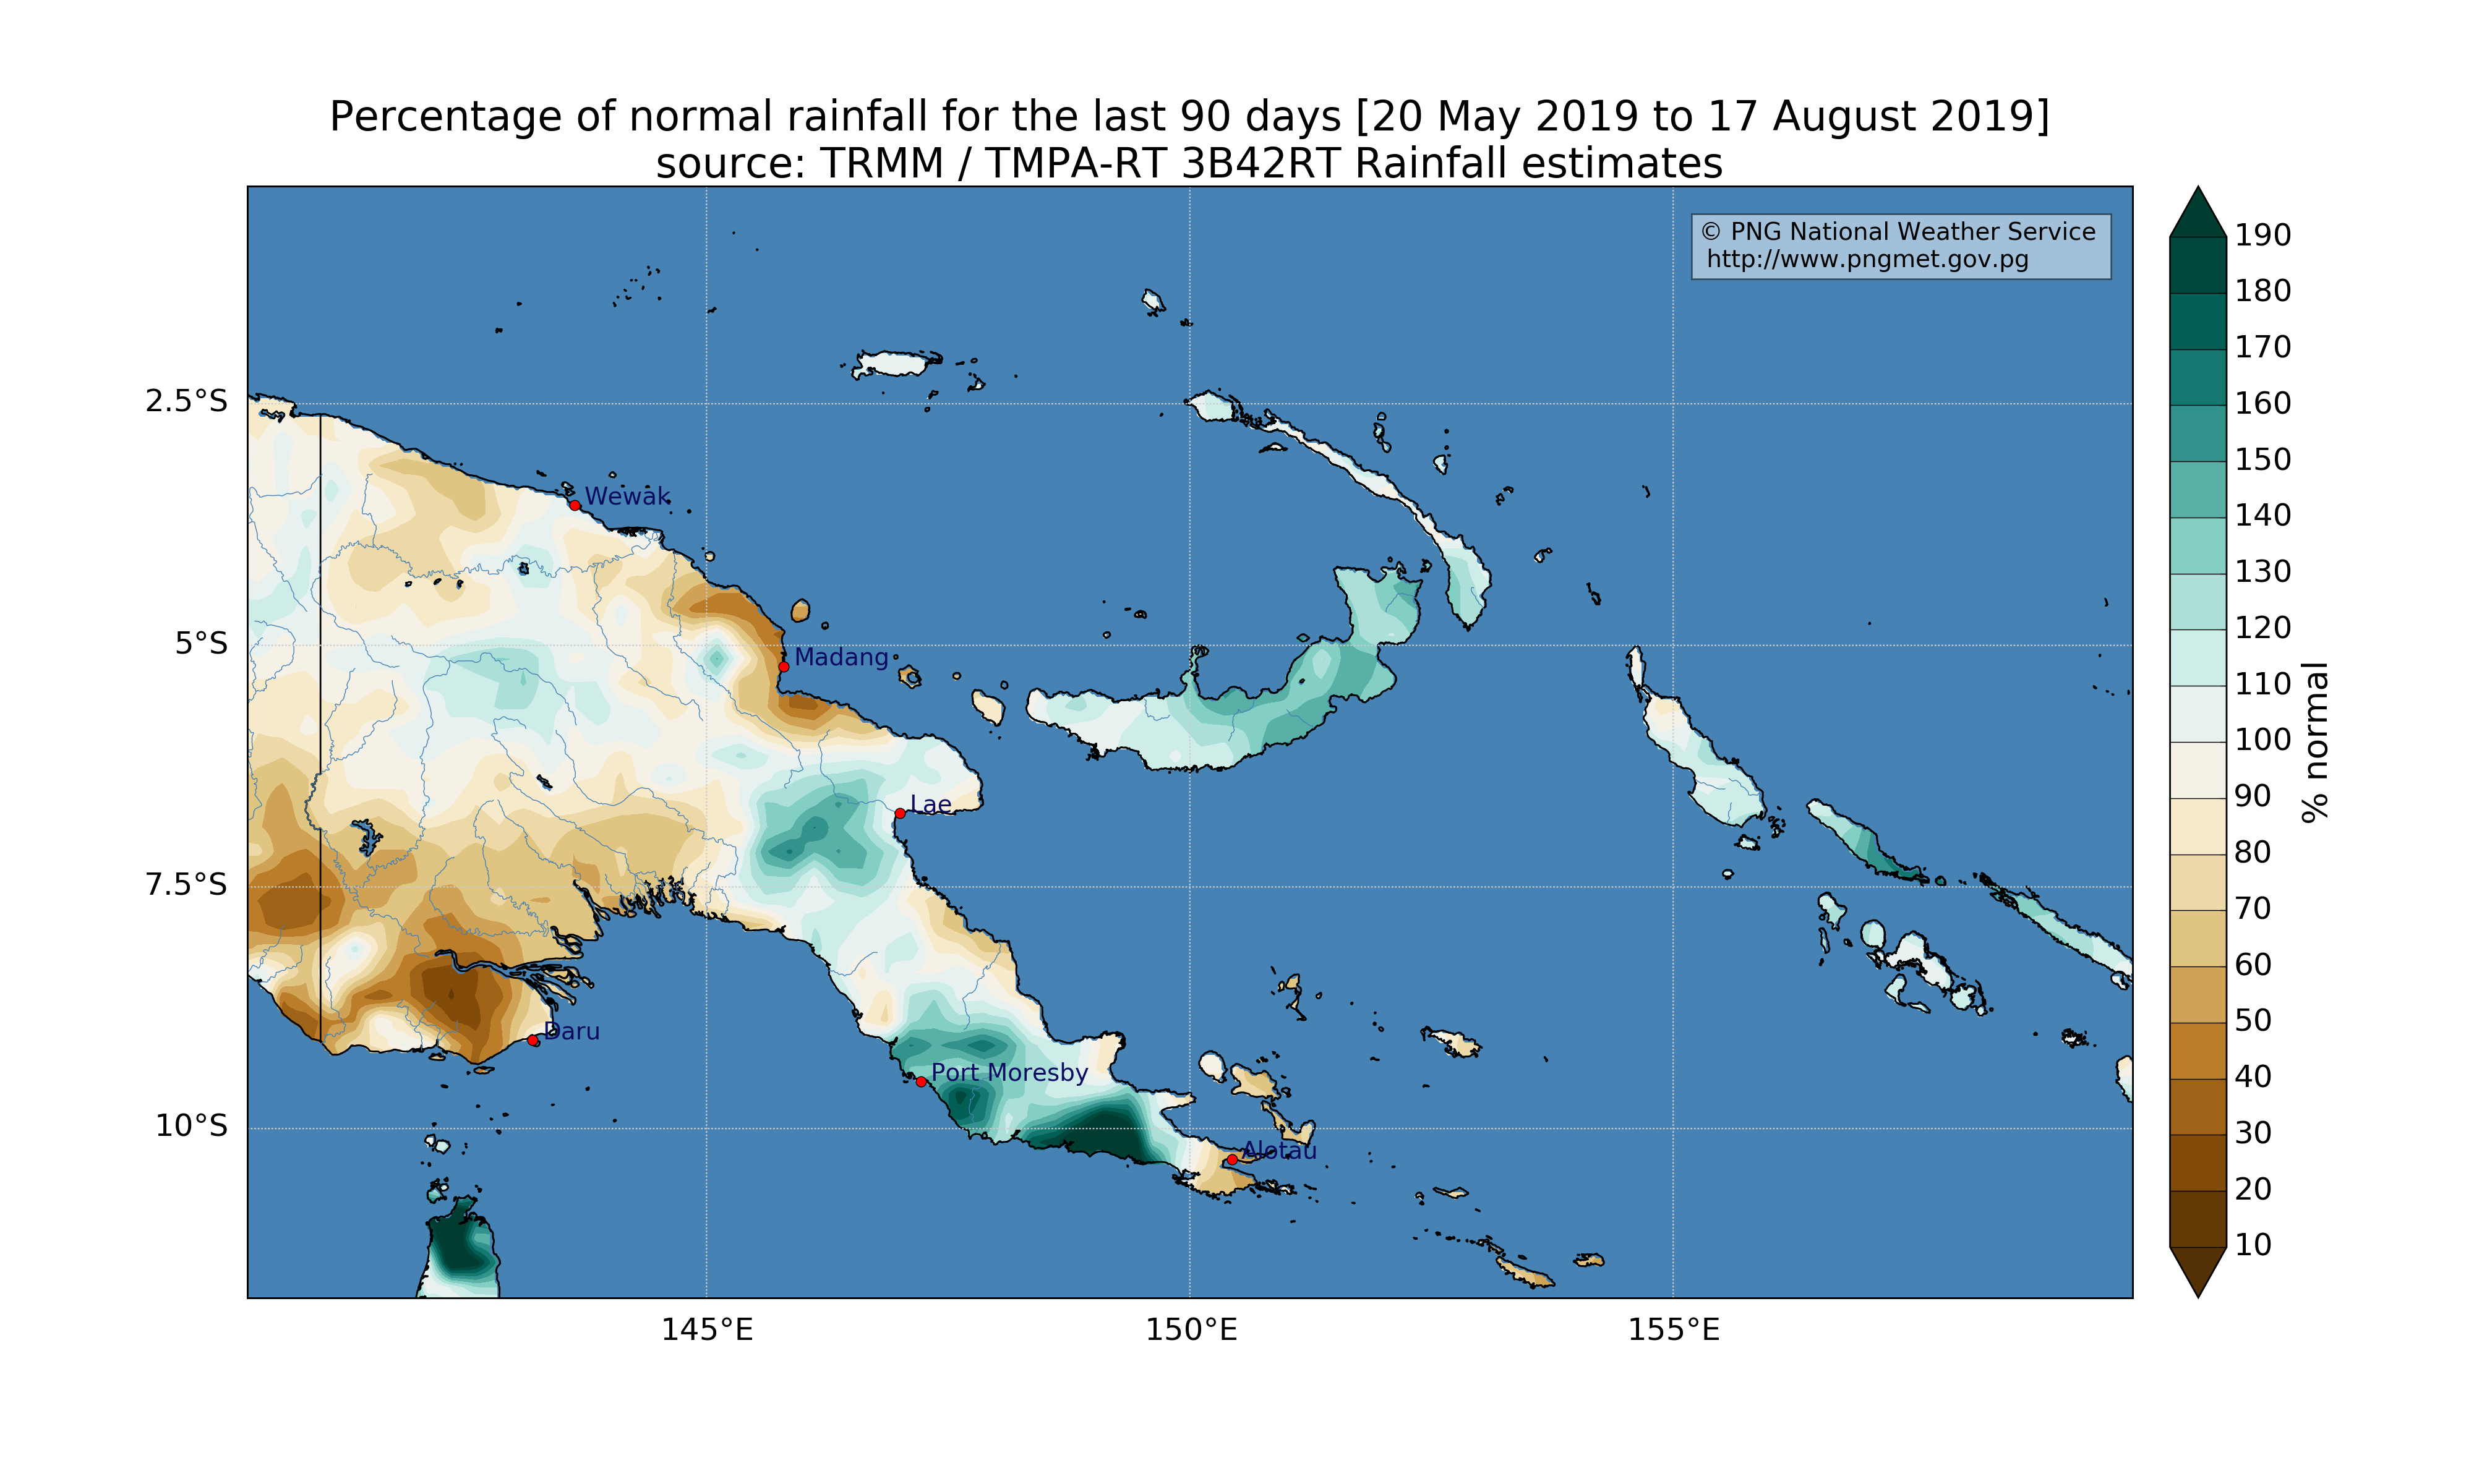 Percentage of normal rainfall for the last 90 days [20 May 2019 to 17 August 2019]
source: TRMM / TMPA-RT 3B42RT Rainfall estimates
© PNG National Weather Service
http://www.pngmet.gov.pg
190
180
170
160
150
140
130
120
110
100
90
80
70
60
50
40
30
20
10
% normal
2.5°S
5°S
7.5°S
10°S
Wewak
Madang
Lae
Daru
Port Moresby
Alotau
145°E
150°E
155°E